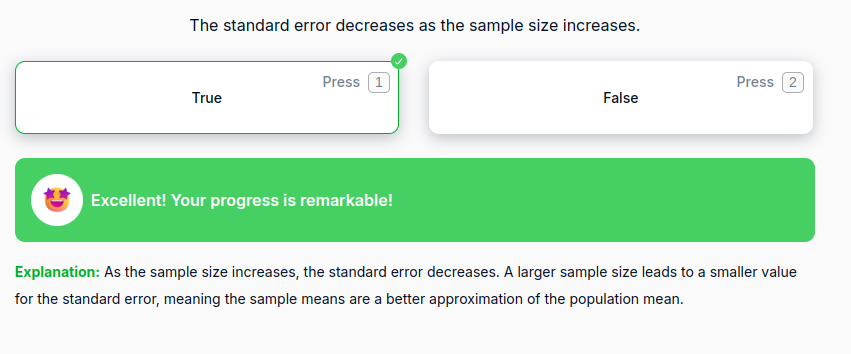 The standard error decreases as the sample size increases.
Press 1
True
Press 2
False
Excellent! Your progress is remarkable!
Explanation: As the sample size increases, the standard error decreases. A larger sample size leads to a smaller value
for the standard error, meaning the sample means are a better approximation of the population mean.